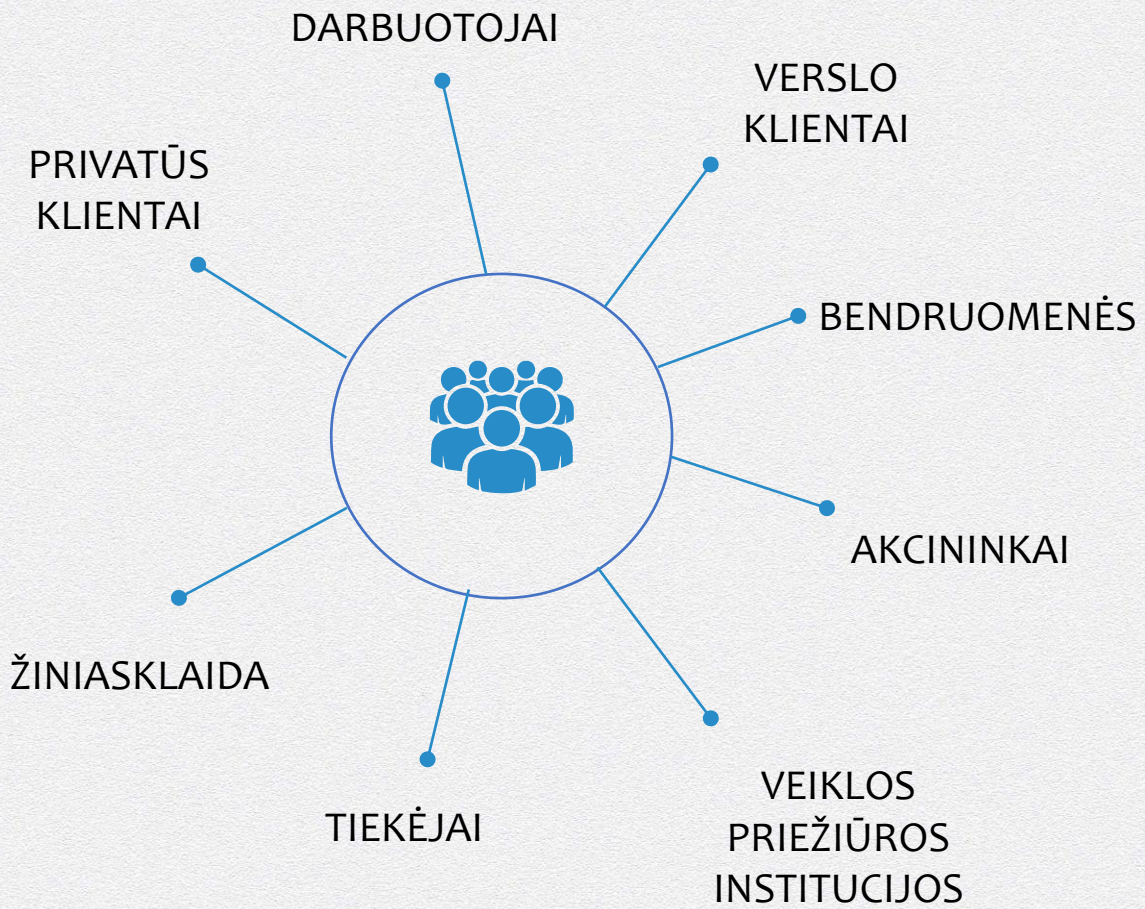 DARBUOTOJAI
VERSLO
KLIENTAI
PRIVATŪS
KLIENTAI
BENDRUOMENĖS
AKCININKAI
ŽINIASKLAIDA
TIEKĖJAI
VEIKLOS
PRIEŽIŪROS
INSTITUCIJOS